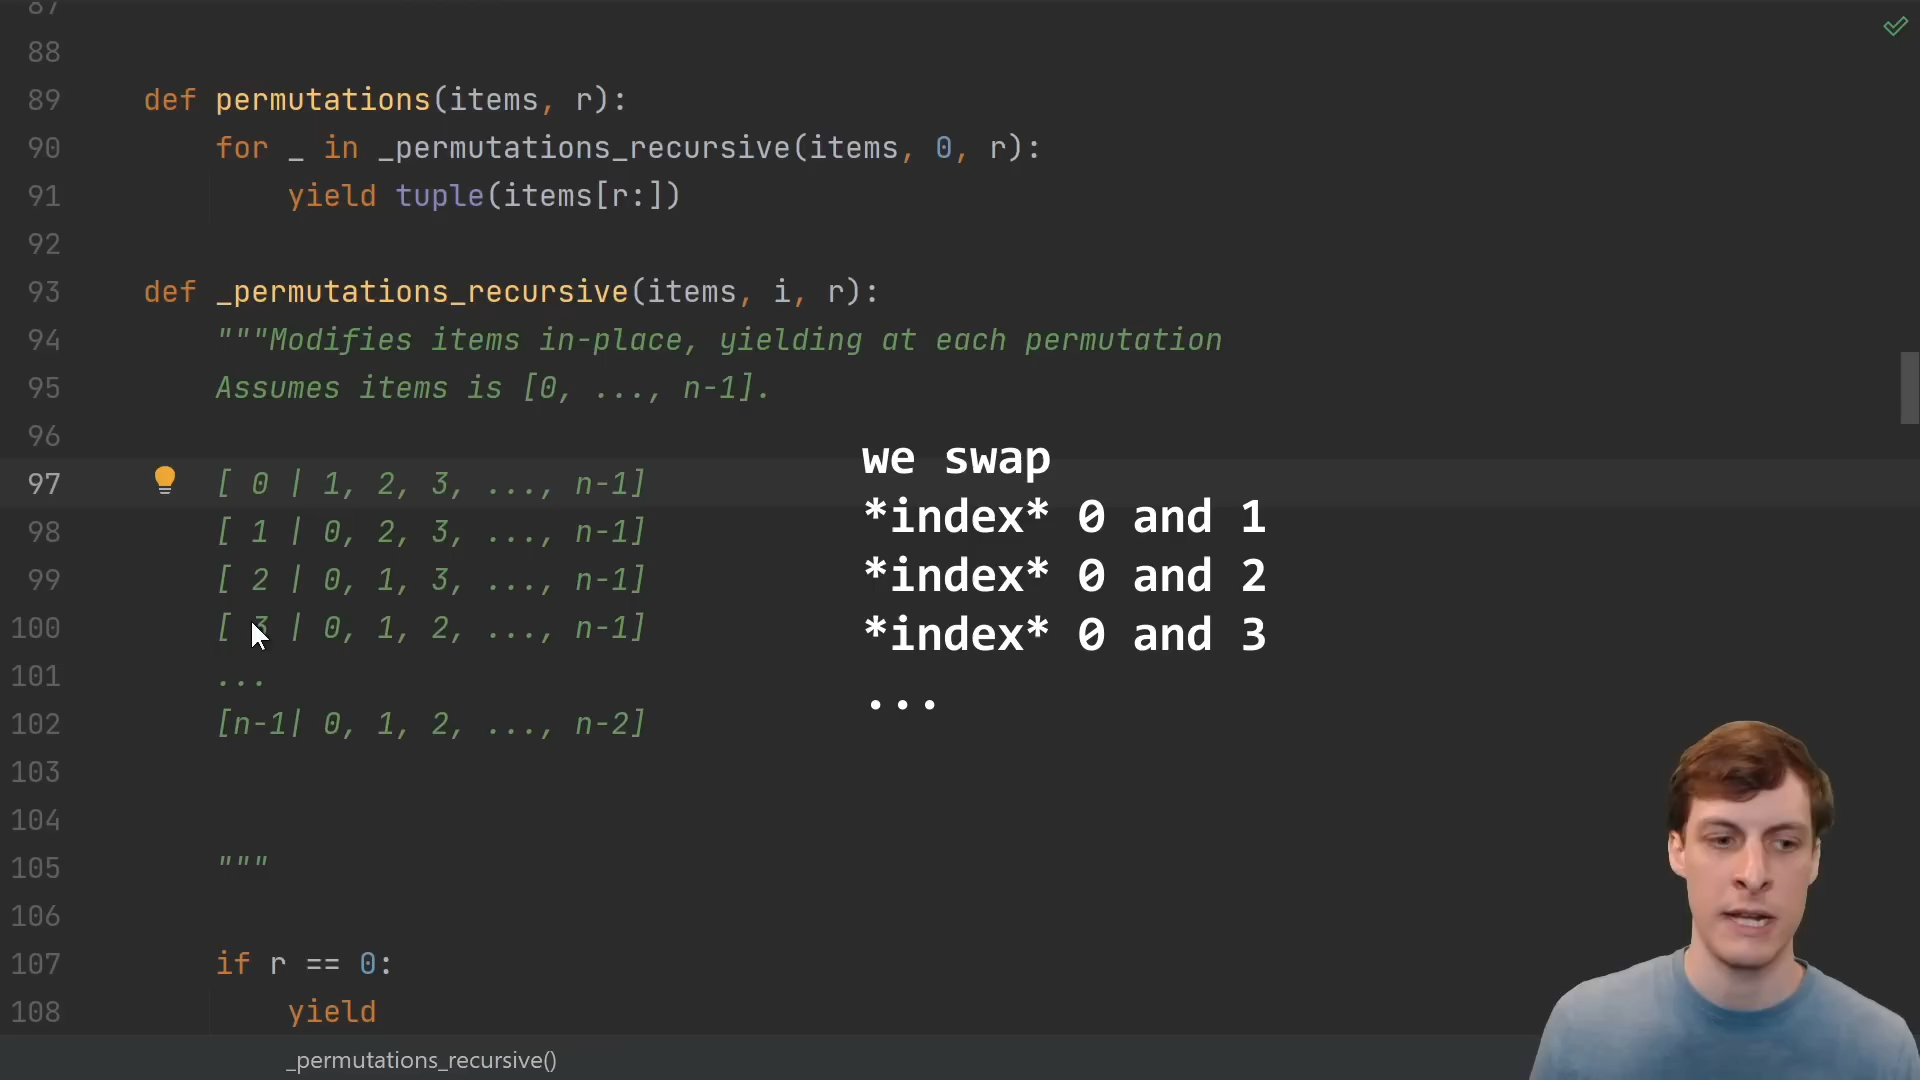 87
88
89 def permutations(items, r):
90 for _ in _permutations_recursive(items, 0, r):
91 yield tuple(items[r:])
92
93 def _permutations_recursive(items, i, r):
94 """Modifies items in-place, yielding at each permutation
95 Assumes items is [0, ..., n-1].
96
97 [ 0 | 1, 2, 3, ..., n-1]
98 [ 1 | 0, 2, 3, ..., n-1]
99 [ 2 | 0, 1, 3, ..., n-1]
100 [ 3 | 0, 1, 2, ..., n-1]
101 ...
102 [n-1| 0, 1, 2, ..., n-2]
103
104
105 """
106
107 if r == 0:
108 yield
we swap
*index* 0 and 1
*index* 0 and 2
*index* 0 and 3
...
_permutations_recursive()